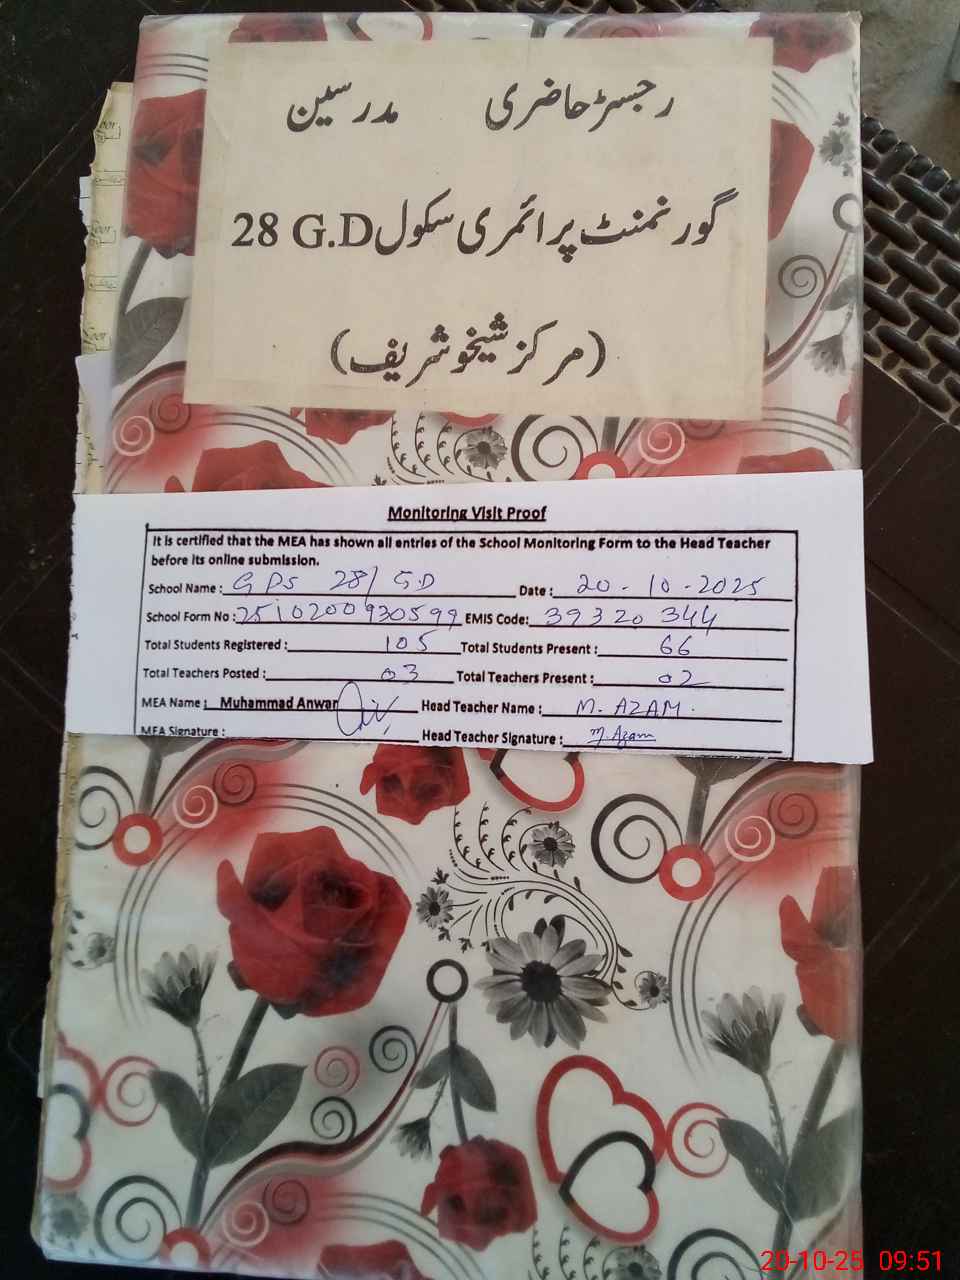 رجسٹر حاضری مدرسین
گورنمنٹ پرائمری سکول 28 G.D
(مرکز شیخو شریف)
Monitoring Visit Proof
It is certified that the MEA has shown all entries of the School Monitoring Form to the Head Teacher
before its online submission.
School Name : GPS 28/GD Date : 20-10-2025
School Form No : 2510200930599 EMIS Code: 39320344
Total Students Registered : 105 Total Students Present : 66
Total Teachers Posted : 03 Total Teachers Present : 02
MEA Name : Muhammad Anwar Head Teacher Name : M. AZAM.
MEA Signature : Head Teacher Signature : M. Azam
20-10-25 09:51